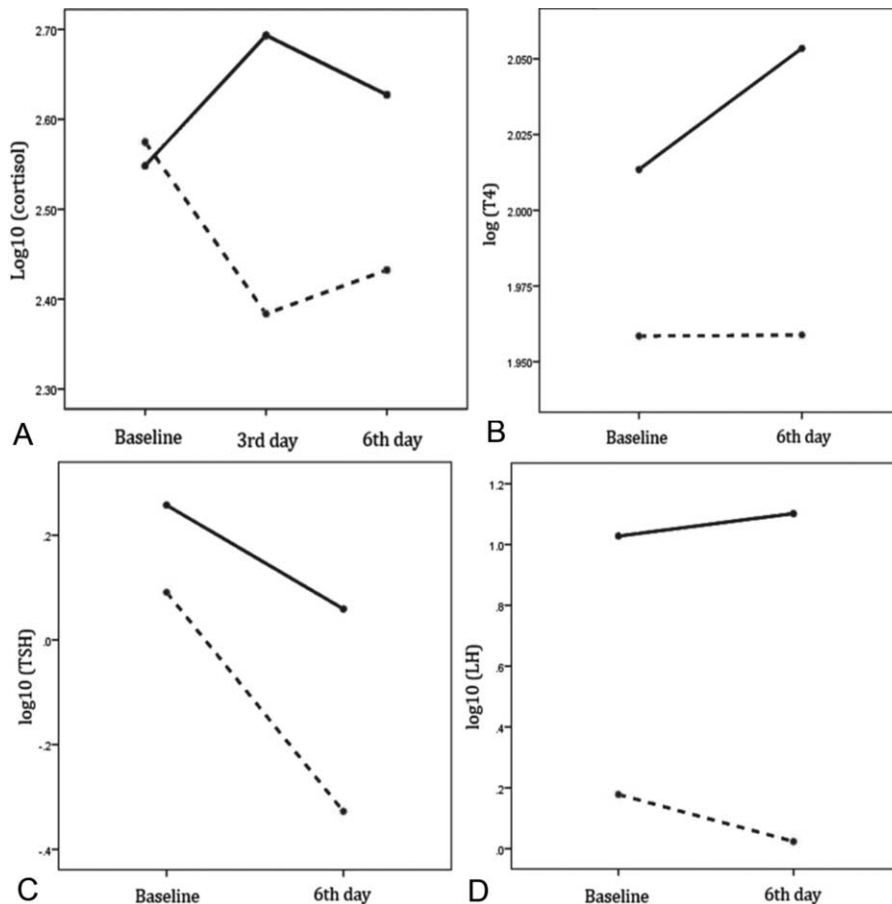 2.70
2.60
2.50
2.40
2.30
Log10 (cortisol)
A
Baseline
3rd day
6th day
2.050
2.025
2.000
1.975
1.950
log (T4)
B
Baseline
6th day
.2
.0
-.2
-.4
log10 (TSH)
C
Baseline
6th day
1.2
1.0
.8
.6
.4
.2
.0
log10 (LH)
D
Baseline
6th day